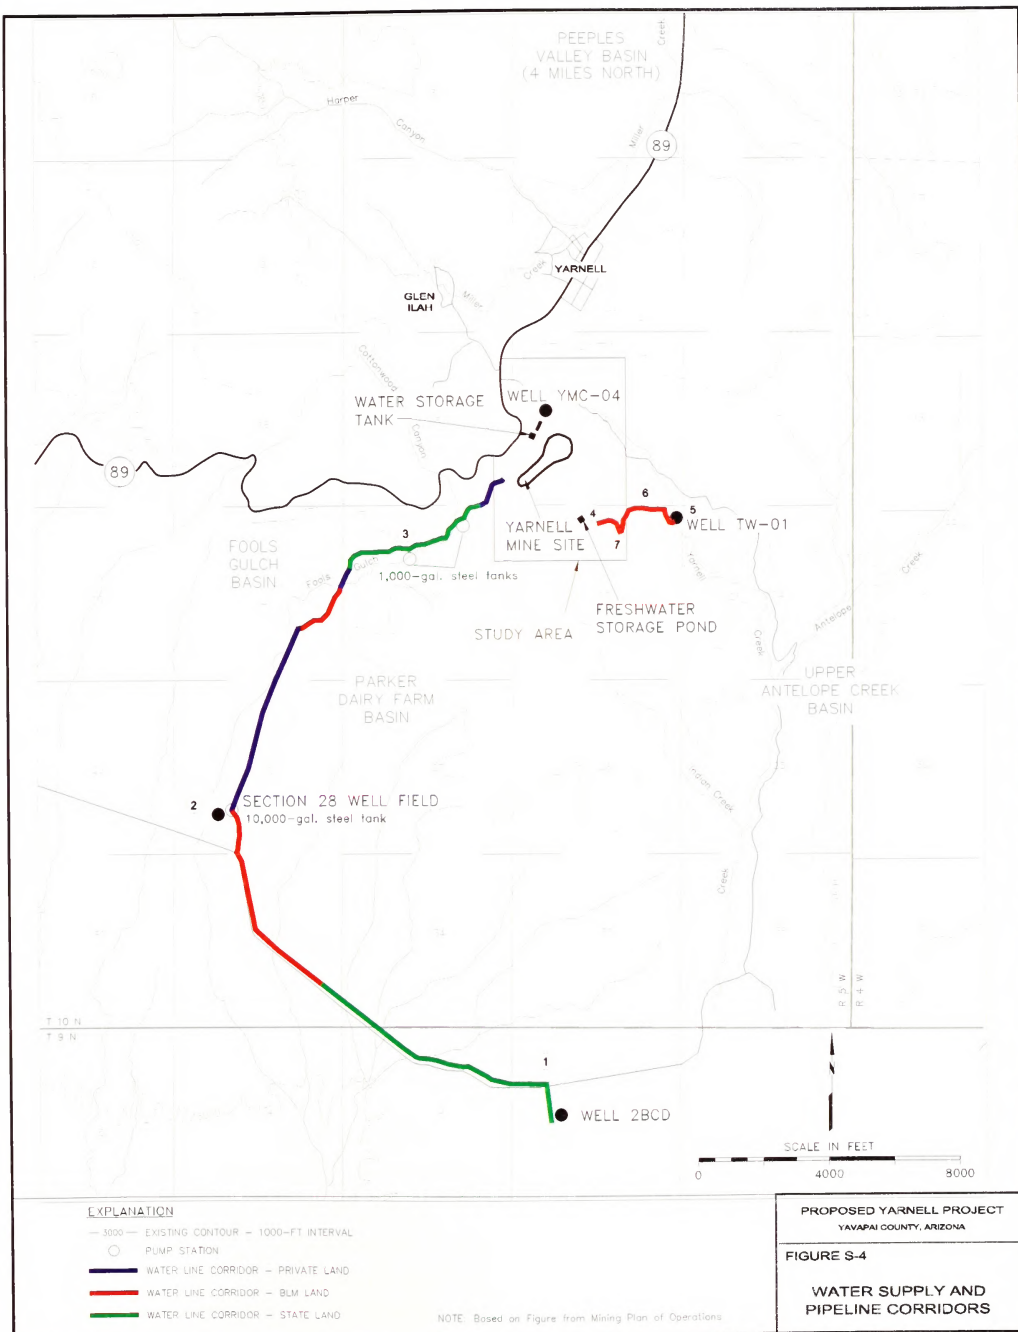 PEEPLES
VALLEY BASIN
(4 MILES NORTH)
Creek
Harper
Canyon
Miller
89
YARNELL
Creek
GLEN
ILAH
Miller
Cottonwood
Canyon
WELL YMC-04
WATER STORAGE
TANK
89
6
4
5
WELL TW-01
7
3
YARNELL
MINE SITE
FOOLS
GULCH
BASIN
Fools Gulch
1,000-gal. steel tanks
Yarnell
Creek
Creek
Antelope
FRESHWATER
STORAGE POND
STUDY AREA
PARKER
DAIRY FARM
BASIN
UPPER
ANTELOPE CREEK
BASIN
Indian Creek
2
SECTION 28 WELL FIELD
10,000-gal. steel tank
Creek
R 5 W
R 4 W
T 10 N
T 9 N
1
WELL 2BCD
SCALE IN FEET
0 4000 8000
EXPLANATION
— 3000 — EXISTING CONTOUR - 1000-FT INTERVAL
PUMP STATION
WATER LINE CORRIDOR - PRIVATE LAND
WATER LINE CORRIDOR - BLM LAND
WATER LINE CORRIDOR - STATE LAND
NOTE: Based on Figure from Mining Plan of Operations
PROPOSED YARNELL PROJECT
YAVAPAI COUNTY, ARIZONA
FIGURE S-4
WATER SUPPLY AND
PIPELINE CORRIDORS